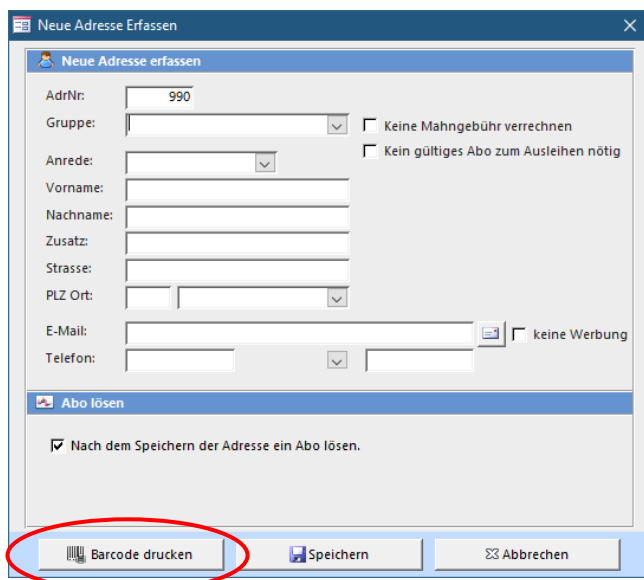 Neue Adresse Erfassen
Neue Adresse erfassen
AdrNr: 990
Gruppe: Keine Mahngebühr verrechnen
Kein gültiges Abo zum Ausleihen nötig
Anrede:
Vorname:
Nachname:
Zusatz:
Strasse:
PLZ Ort:
E-Mail: keine Werbung
Telefon:
Abo lösen
Nach dem Speichern der Adresse ein Abo lösen.
Barcode drucken Speichern Abbrechen